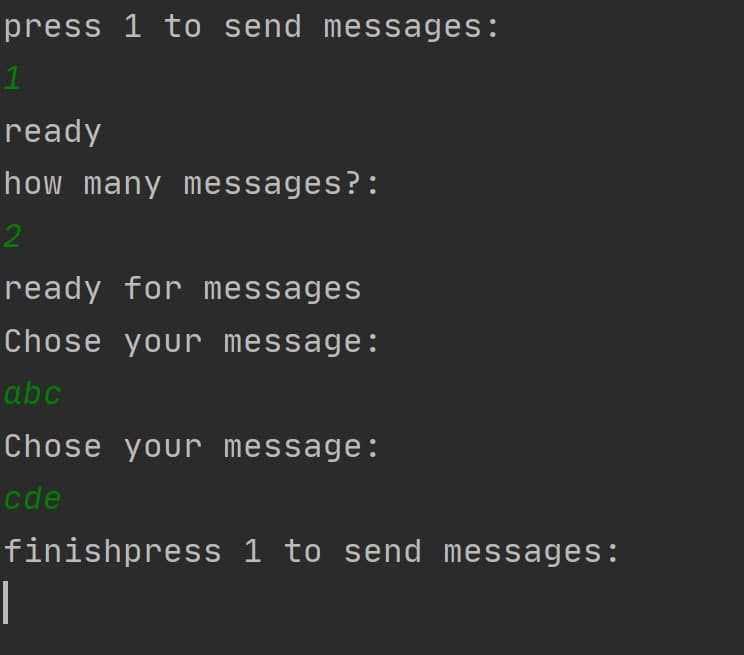 press 1 to send messages:
1
ready
how many messages?:
2
ready for messages
Chose your message:
abc
Chose your message:
cde
finishpress 1 to send messages: